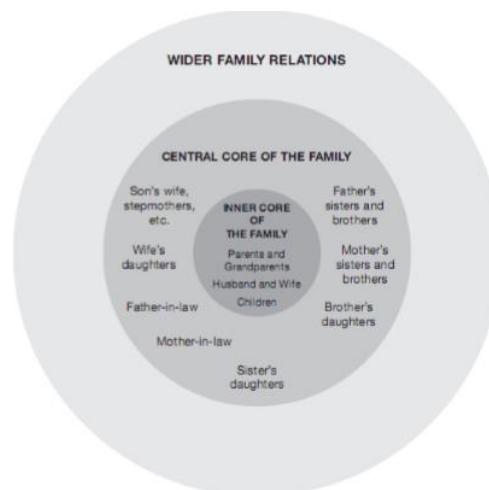 WIDER FAMILY RELATIONS
CENTRAL CORE OF THE FAMILY
Son's wife,
stepmothers,
etc.
Wife's
daughters
Father-in-law
Mother-in-law
Sister's
daughters
INNER CORE
OF
THE FAMILY
Parents and
Grandparents
Husband and Wife
Children
Father's
sisters and
brothers
Mother's
sisters and
brothers
Brother's
daughters